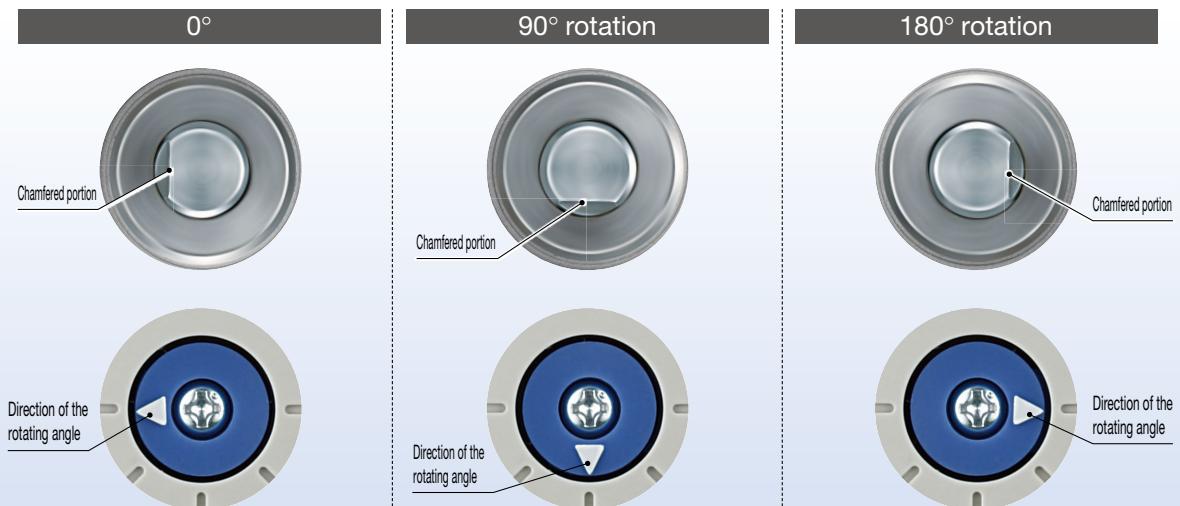 0°
90° rotation
180° rotation
Chamfered portion
Chamfered portion
Chamfered portion
Direction of the
rotating angle
Direction of the
rotating angle
Direction of the
rotating angle